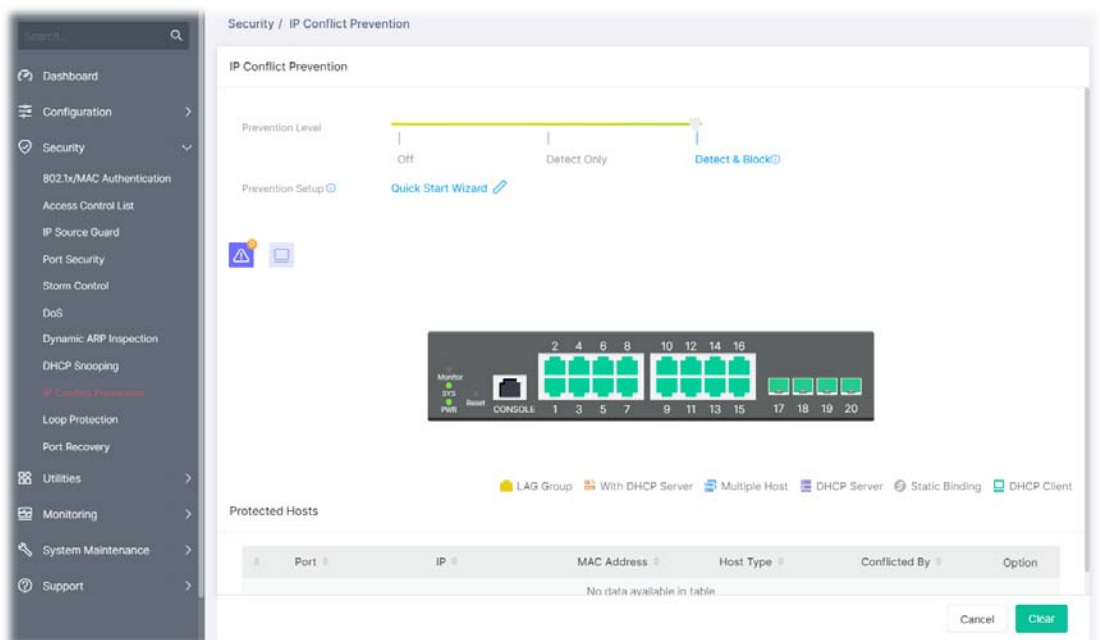 Search...
Dashboard
Configuration
Security
802.1x/MAC Authentication
Access Control List
IP Source Guard
Port Security
Storm Control
DoS
Dynamic ARP Inspection
DHCP Snooping
IP Conflict Prevention
Loop Protection
Port Recovery
Utilities
Monitoring
System Maintenance
Support
Security / IP Conflict Prevention
IP Conflict Prevention
Prevention Level
Off Detect Only Detect & Block
Prevention Setup Quick Start Wizard
0
2 4 6 8 10 12 14 16
Monitor
SYS
PWR Reset CONSOLE 1 3 5 7 9 11 13 15 17 18 19 20
LAG Group With DHCP Server Multiple Host DHCP Server Static Binding DHCP Client
Protected Hosts
Port IP MAC Address Host Type Conflicted By Option
No data available in table
Cancel Clear